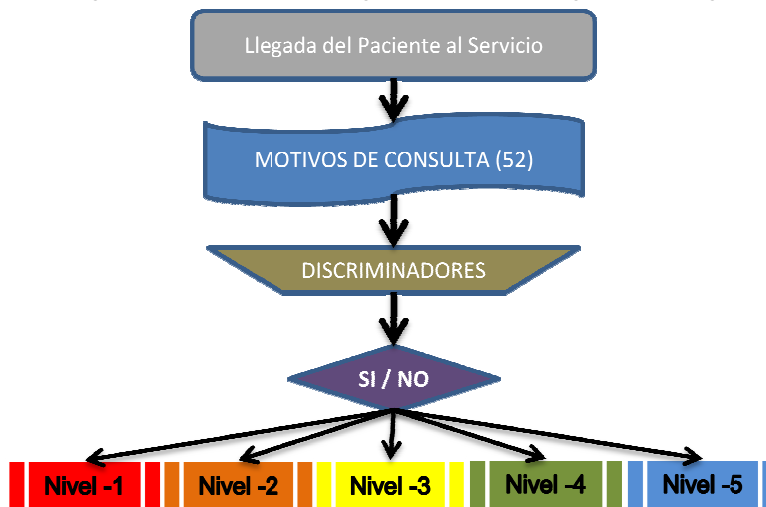 Llegada del Paciente al Servicio
MOTIVOS DE CONSULTA (52)
DISCRIMINADORES
SI / NO
Nivel -1
Nivel -2
Nivel -3
Nivel -4
Nivel -5